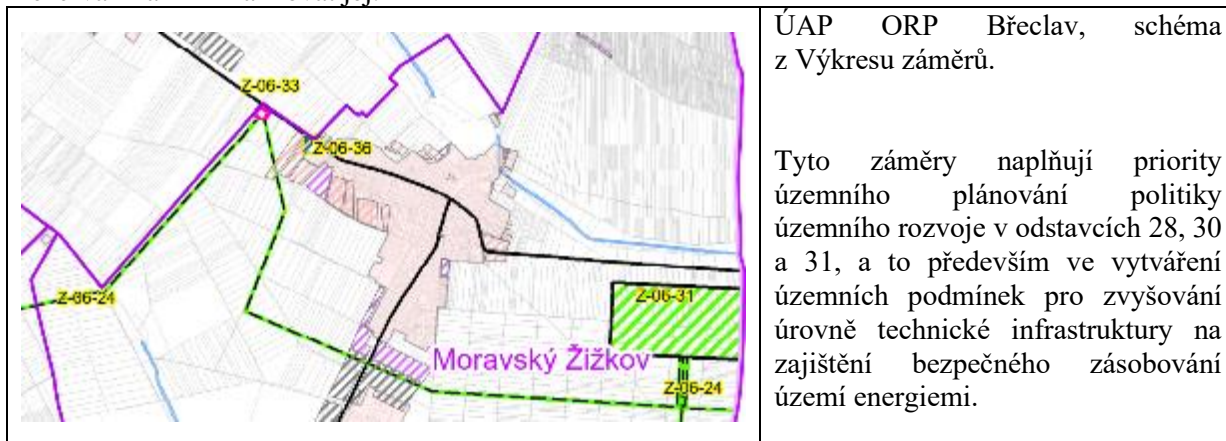 Z-06-33
Z-06-36
Z-06-24
Z-06-31
Moravský Žižkov
Z-06-24
ÚAP ORP Břeclav, schéma
z Výkresu záměrů.
Tyto záměry naplňují priority
územního plánování politiky
územního rozvoje v odstavcích 28, 30
a 31, a to především ve vytváření
územních podmínek pro zvyšování
úrovně technické infrastruktury na
zajištění bezpečného zásobování
území energiemi.